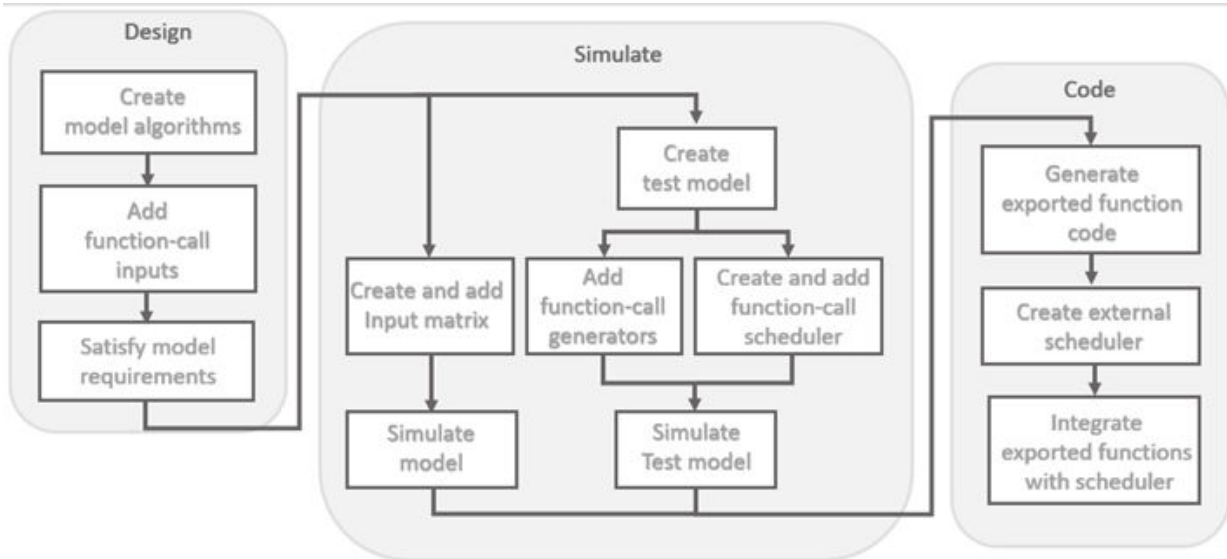 Design
Create
model algorithms
Add
function-call
inputs
Satisfy model
requirements
Simulate
Create
test model
Create and add
Input matrix
Add
function-call
generators
Create and add
function-call
scheduler
Simulate
model
Simulate
Test model
Code
Generate
exported function
code
Create external
scheduler
Integrate
exported functions
with scheduler